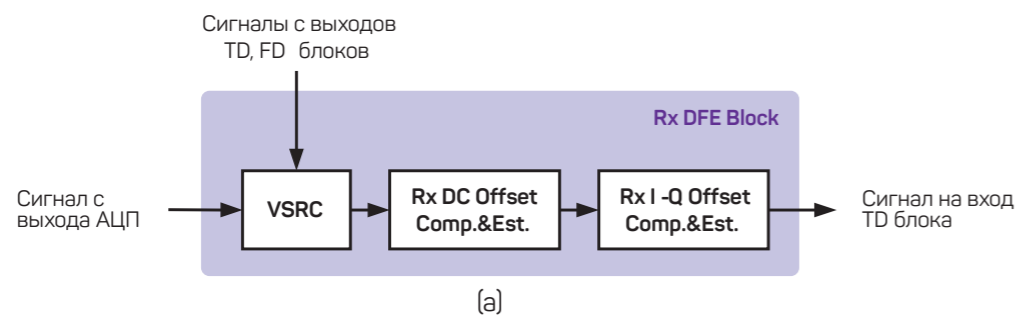 Сигналы с выходов
TD, FD блоков
Rx DFE Block
Сигнал с
выхода АЦП
VSRC
Rx DC Offset
Comp.&Est.
Rx I -Q Offset
Comp.&Est.
Сигнал на вход
TD блока
(a)